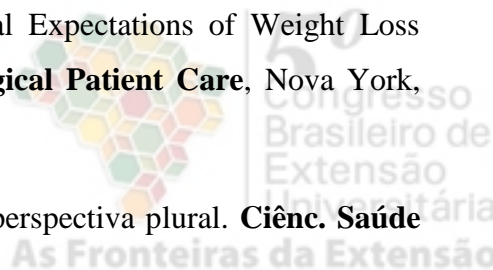 al Expectations of Weight Loss
gical Patient Care, Nova York,
5º
Congresso
Brasileiro de
Extensão
Universitária
perspectiva plural. Ciênc. Saúde
As Fronteiras da Extensão